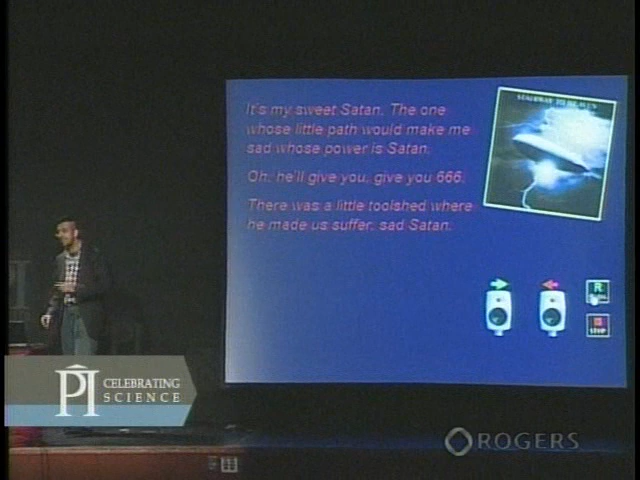 STAIRWAY TO HEAVEN
It's my sweet Satan. The one
whose little path would make me
sad whose power is Satan.
Oh, he'll give you, give you 666.
There was a little toolshed where
he made us suffer, sad Satan.
R
STOP
PI
CELEBRATING
SCIENCE
ROGERS